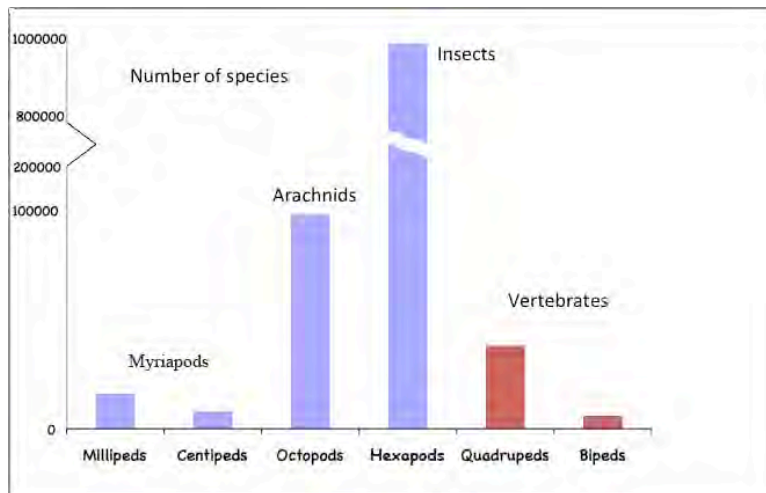 1000000
Insects
Number of species
800000
200000
Arachnids
100000
Vertebrates
Myriapods
0
Millipeds Centipeds Octopods Hexapods Quadrupeds Bipeds